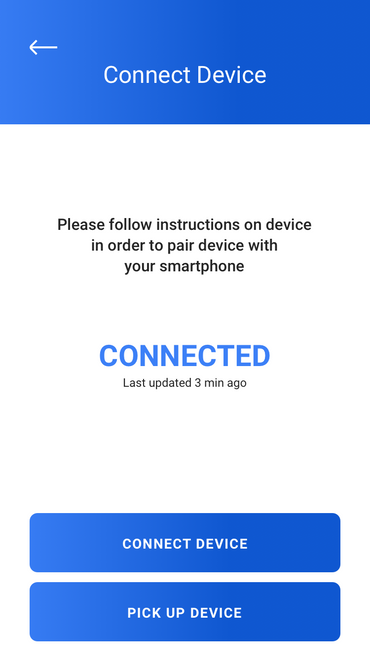 Connect Device
Please follow instructions on device
in order to pair device with
your smartphone
CONNECTED
Last updated 3 min ago
CONNECT DEVICE
PICK UP DEVICE